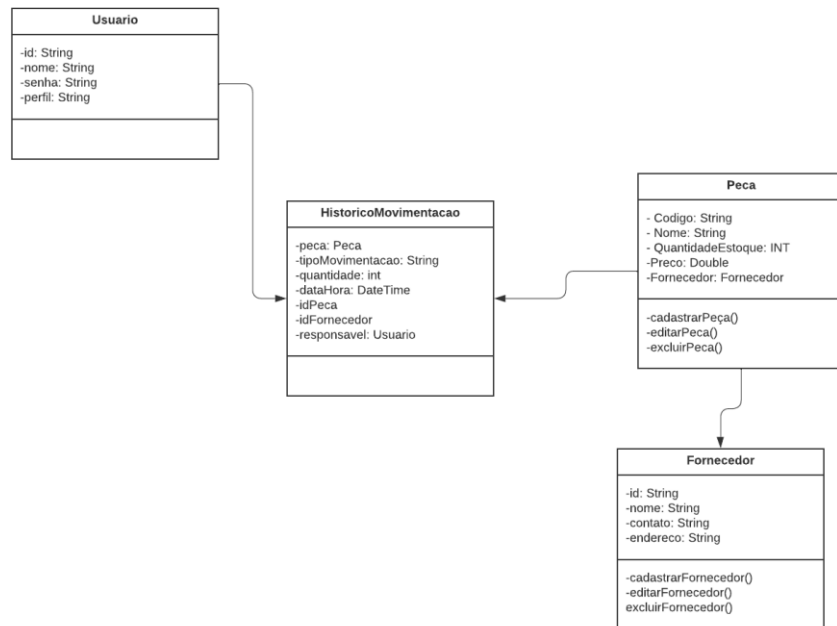 Usuario
-id: String
-nome: String
-senha: String
-perfil: String
HistoricoMovimentacao
-peca: Peca
-tipoMovimentacao: String
-quantidade: int
-dataHora: DateTime
-idPeca
-idFornecedor
-responsavel: Usuario
Peca
- Codigo: String
- Nome: String
- QuantidadeEstoque: INT
-Preco: Double
-Fornecedor: Fornecedor
-cadastrarPeça()
-editarPeca()
-excluirPeca()
Fornecedor
-id: String
-nome: String
-contato: String
-endereco: String
-cadastrarFornecedor()
-editarFornecedor()
excluirFornecedor()